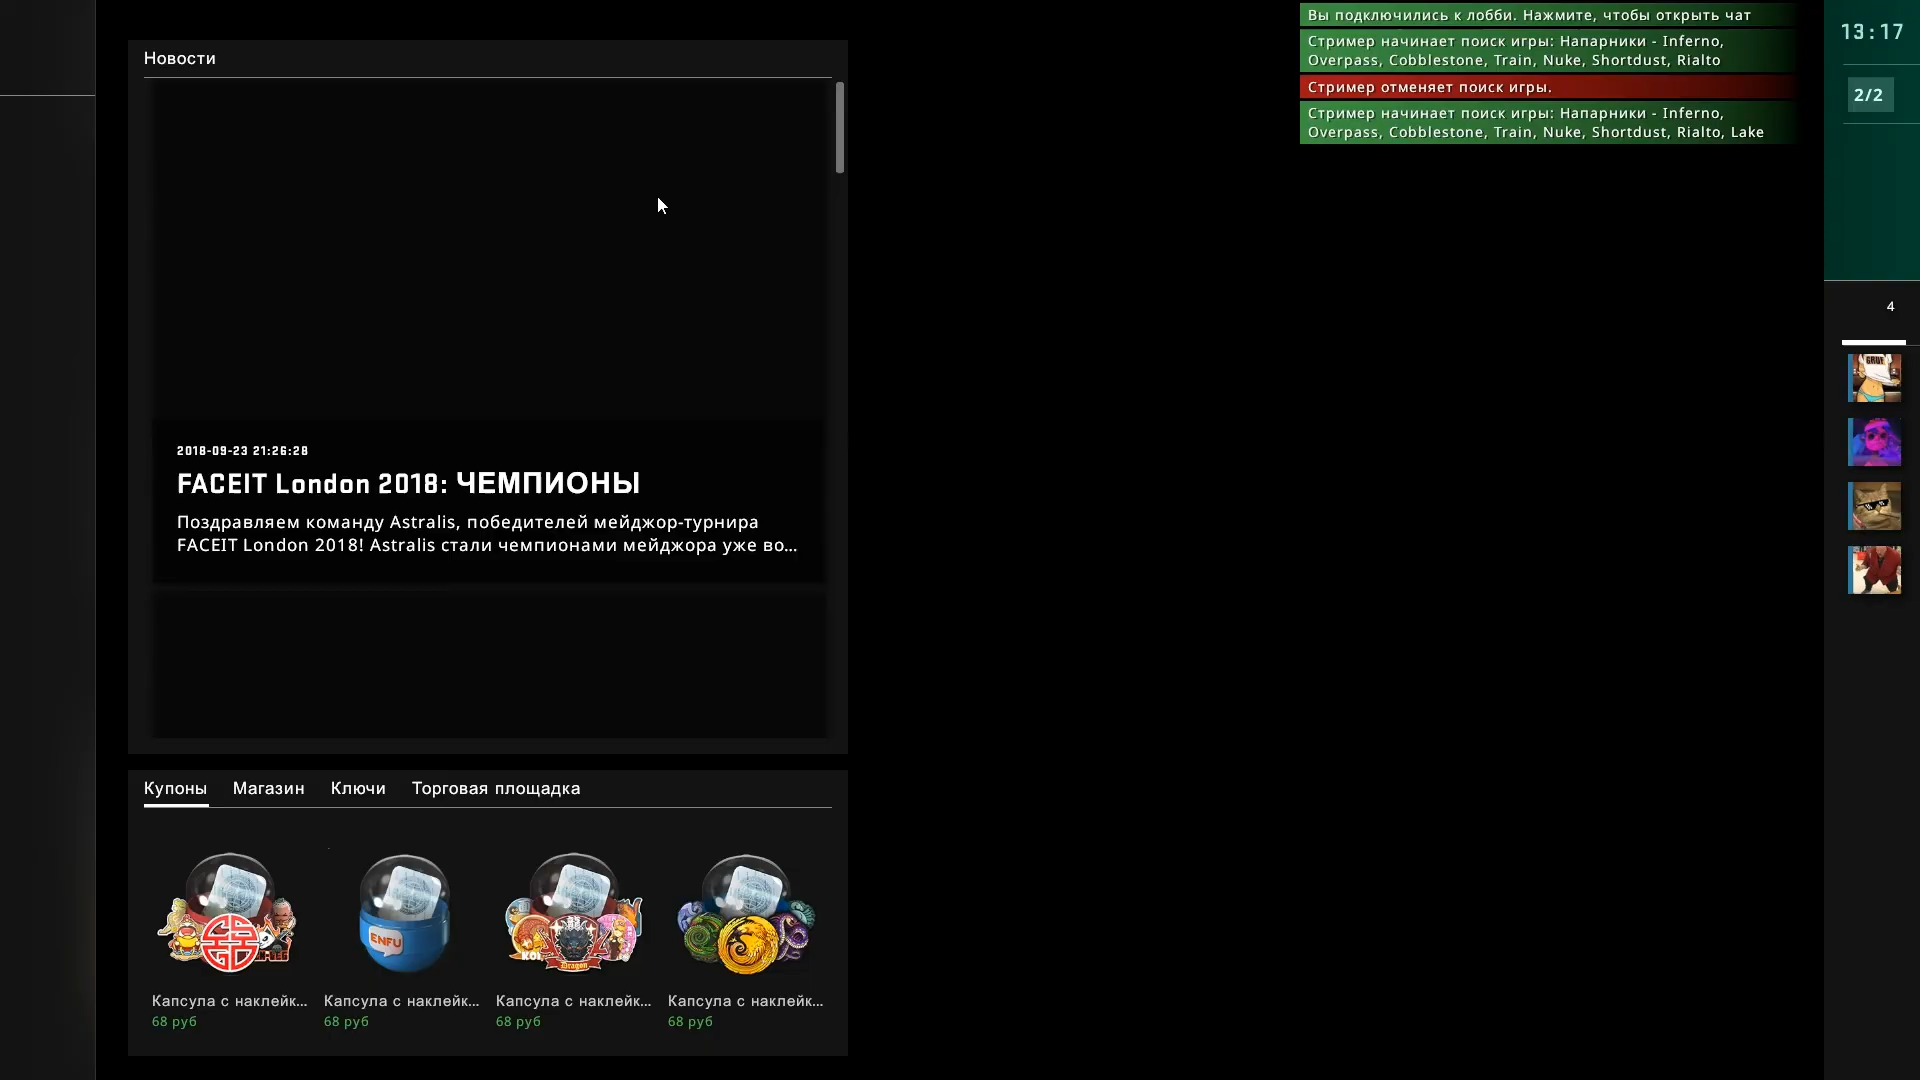 Новости
2018-09-23 21:26:28
FACEIT London 2018: ЧЕМПИОНЫ
Поздравляем команду Astralis, победителей мейджор-турнира
FACEIT London 2018! Astralis стали чемпионами мейджора уже во...
Купоны Магазин Ключи Торговая площадка
ENFU
Dragon
Капсула с наклейк... Капсула с наклейк... Капсула с наклейк... Капсула с наклейк...
68 руб 68 руб 68 руб 68 руб
Вы подключились к лобби. Нажмите, чтобы открыть чат
Стример начинает поиск игры: Напарники - Inferno,
Overpass, Cobblestone, Train, Nuke, Shortdust, Rialto
Стример отменяет поиск игры.
Стример начинает поиск игры: Напарники - Inferno,
Overpass, Cobblestone, Train, Nuke, Shortdust, Rialto, Lake
13:17
2/2
4